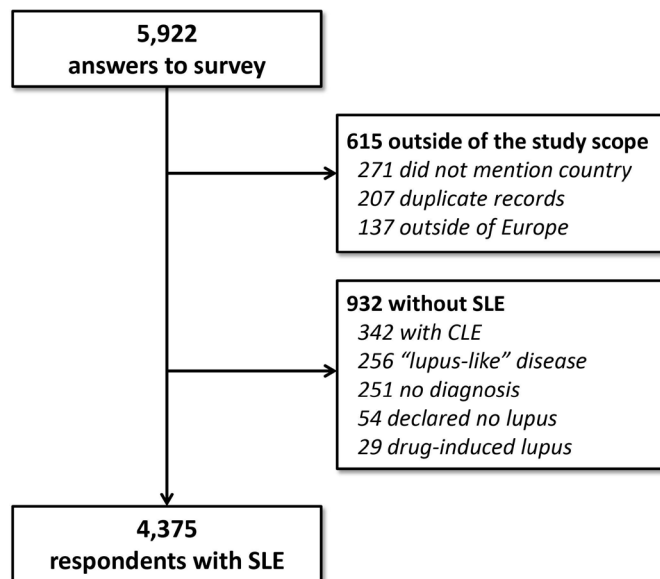 5,922
answers to survey
615 outside of the study scope
271 did not mention country
207 duplicate records
137 outside of Europe
932 without SLE
342 with CLE
256 “lupus-like” disease
251 no diagnosis
54 declared no lupus
29 drug-induced lupus
4,375
respondents with SLE